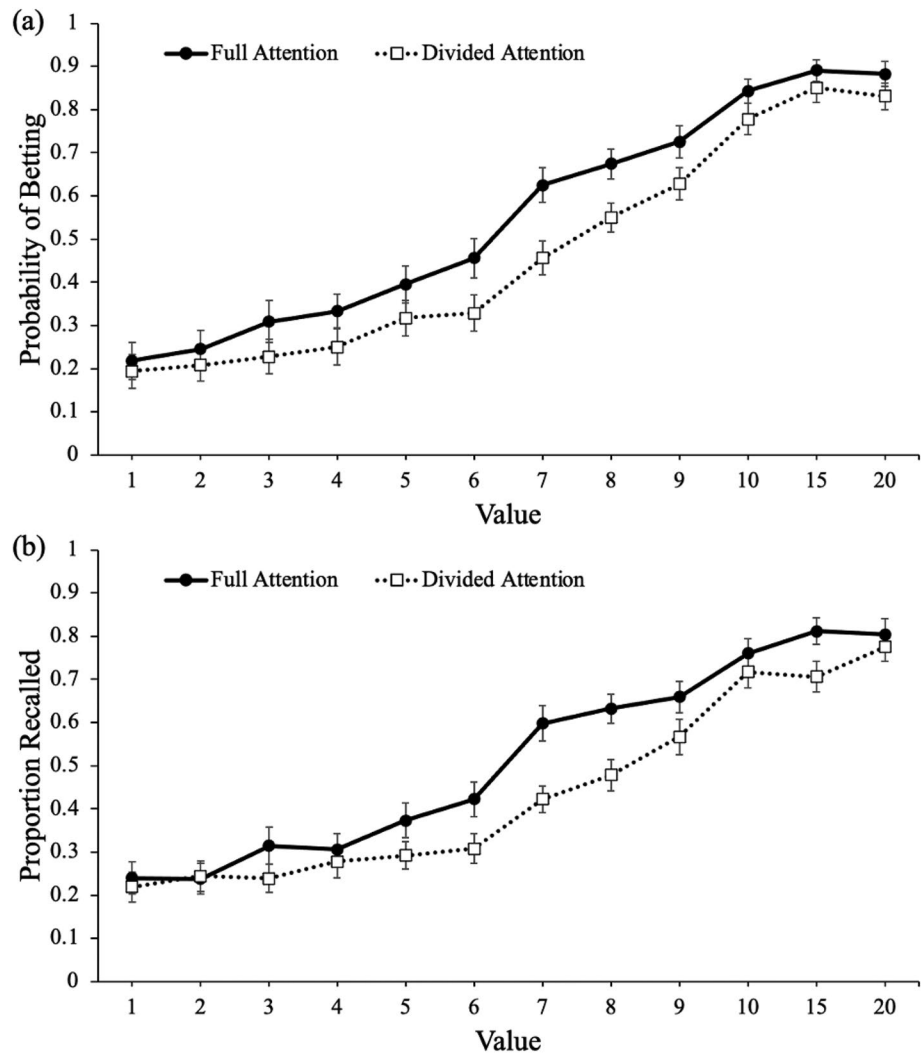 (a)
Full Attention Divided Attention
Probability of Betting
1
0.9
0.8
0.7
0.6
0.5
0.4
0.3
0.2
0.1
0
1 2 3 4 5 6 7 8 9 10 15 20
Value
(b)
Full Attention Divided Attention
Proportion Recalled
1
0.9
0.8
0.7
0.6
0.5
0.4
0.3
0.2
0.1
0
1 2 3 4 5 6 7 8 9 10 15 20
Value